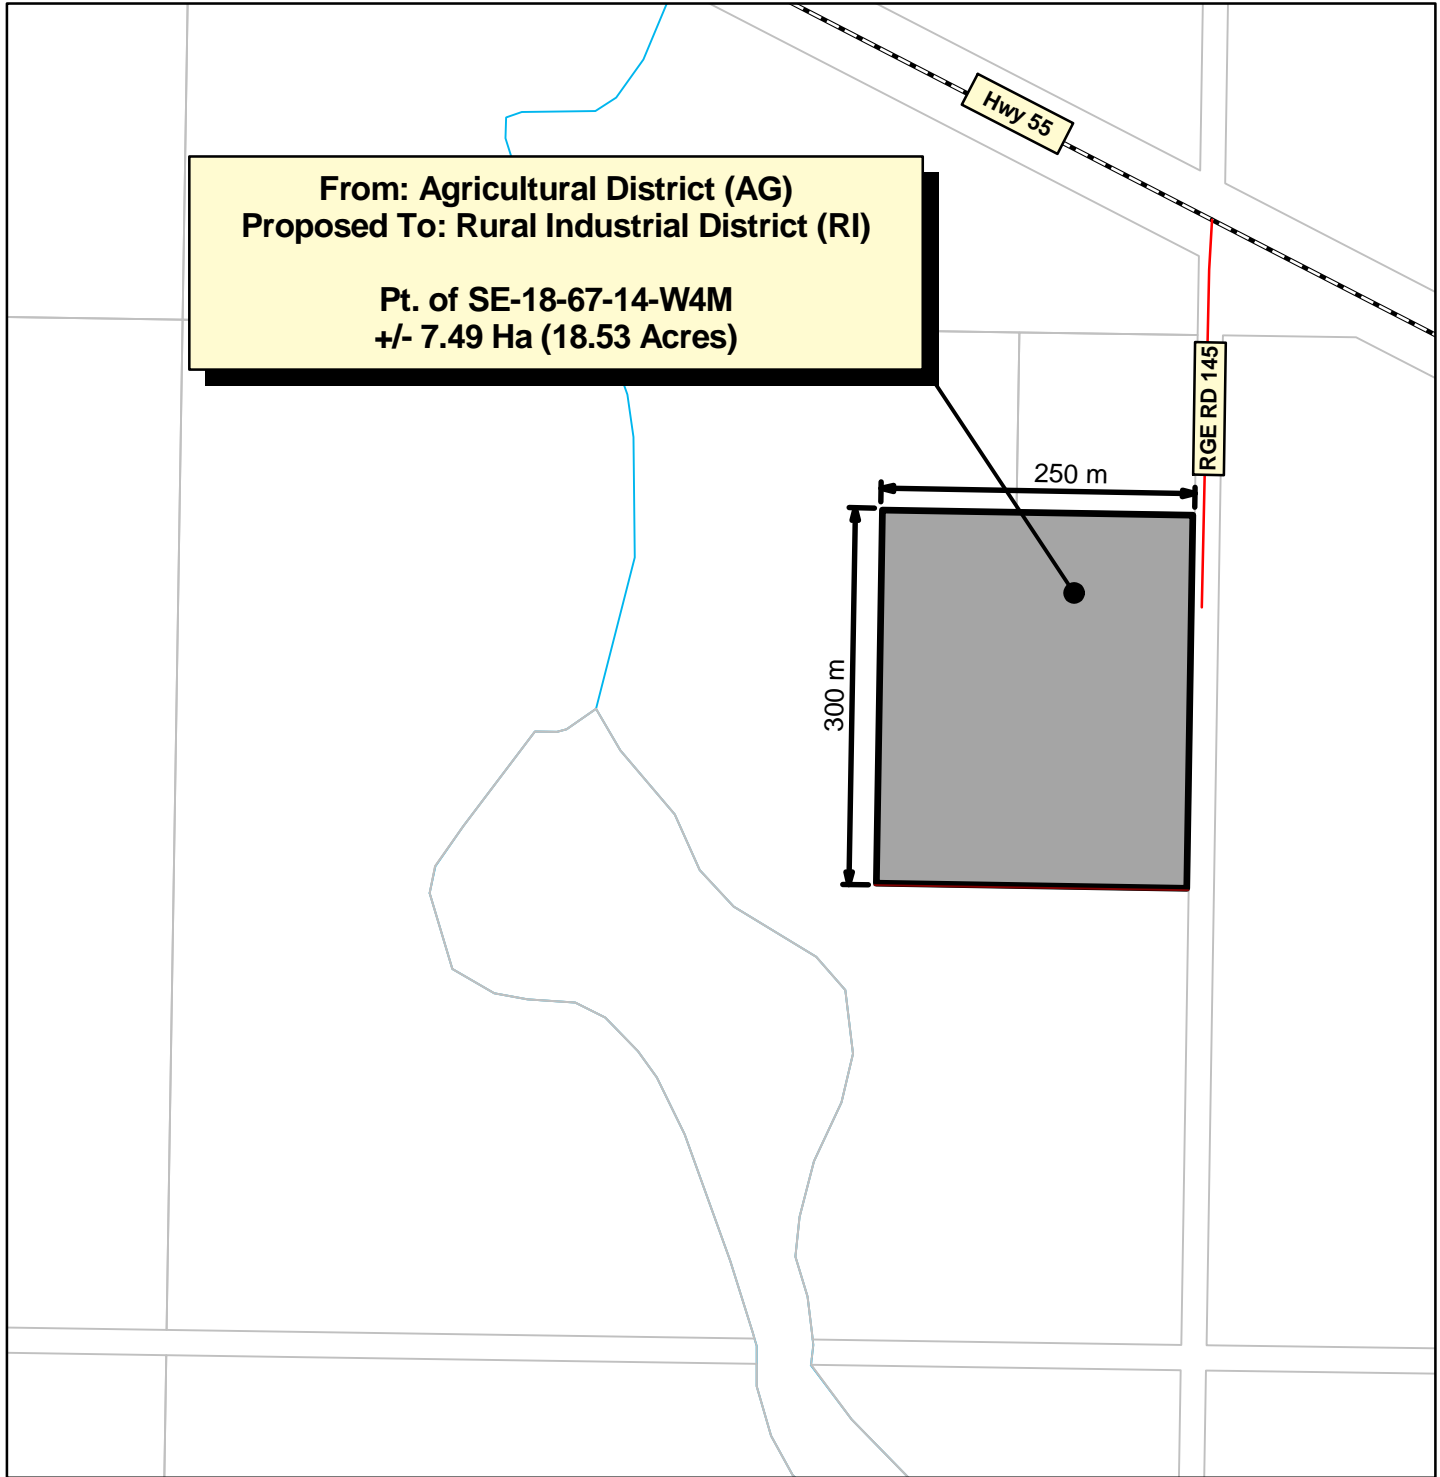 Hwy 55
From: Agricultural District (AG)
Proposed To: Rural Industrial District (RI)
Pt. of SE-18-67-14-W4M
+/- 7.49 Ha (18.53 Acres)
RGE RD 145
250 m
300 m